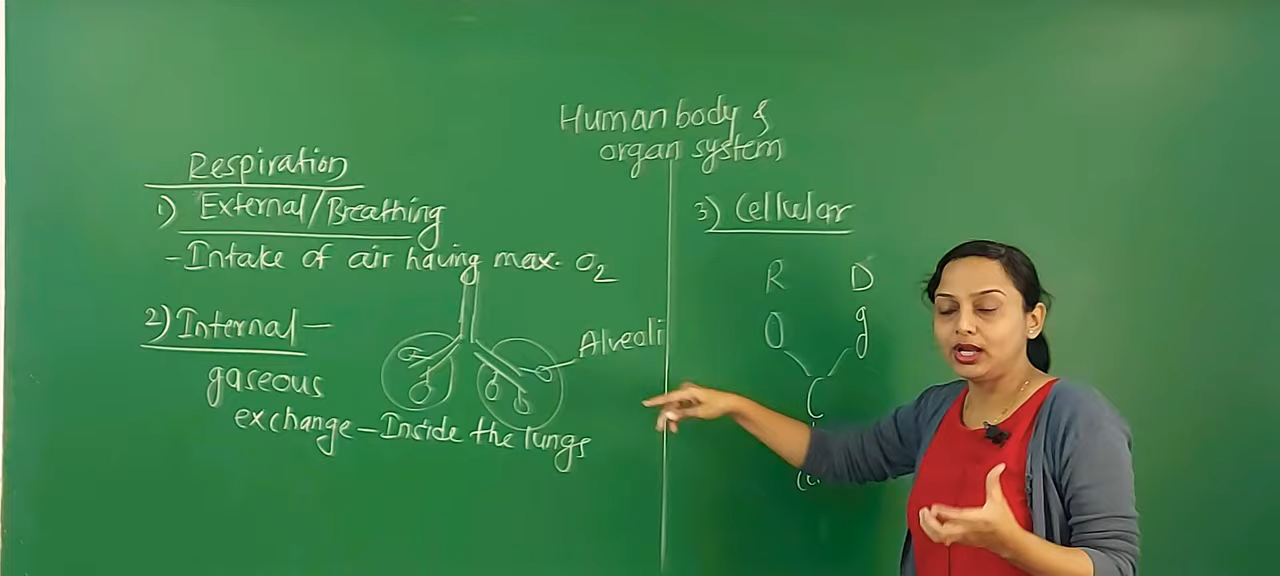 Human body &
organ system
Respiration
1) External/Breathing
-Intake of air having max. O2
2) Internal-
gaseous
exchange-Inside the lungs
Alveoli
3) Cellular
R D
O g
C